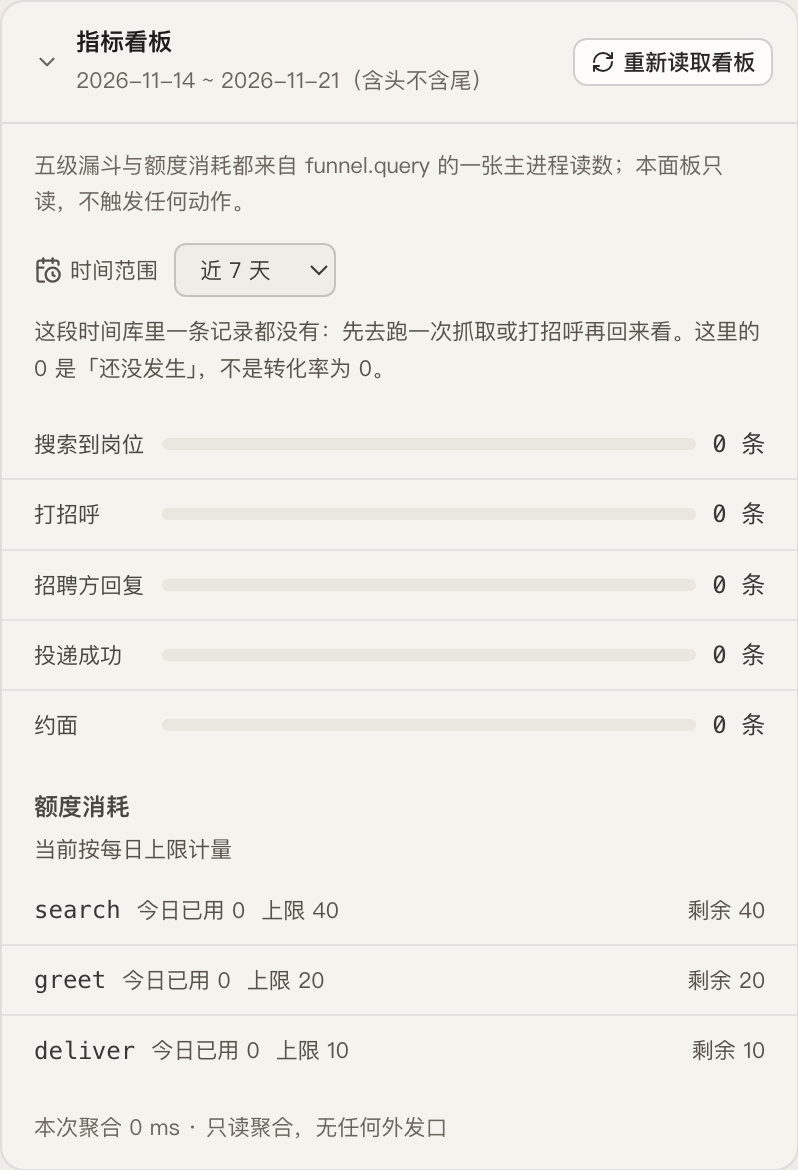 指标看板
2026-11-14 ~ 2026-11-21（含头不含尾）
重新读取看板
五级漏斗与额度消耗都来自 funnel.query 的一张主进程读数；本面板只
读，不触发任何动作。
时间范围
近 7 天
这段时间库里一条记录都没有：先去跑一次抓取或打招呼再回来看。这里的
0 是「还没发生」，不是转化率为 0。
搜索到岗位 0 条
打招呼 0 条
招聘方回复 0 条
投递成功 0 条
约面 0 条
额度消耗
当前按每日上限计量
search 今日已用 0 上限 40 剩余 40
greet 今日已用 0 上限 20 剩余 20
deliver 今日已用 0 上限 10 剩余 10
本次聚合 0 ms · 只读聚合，无任何外发口